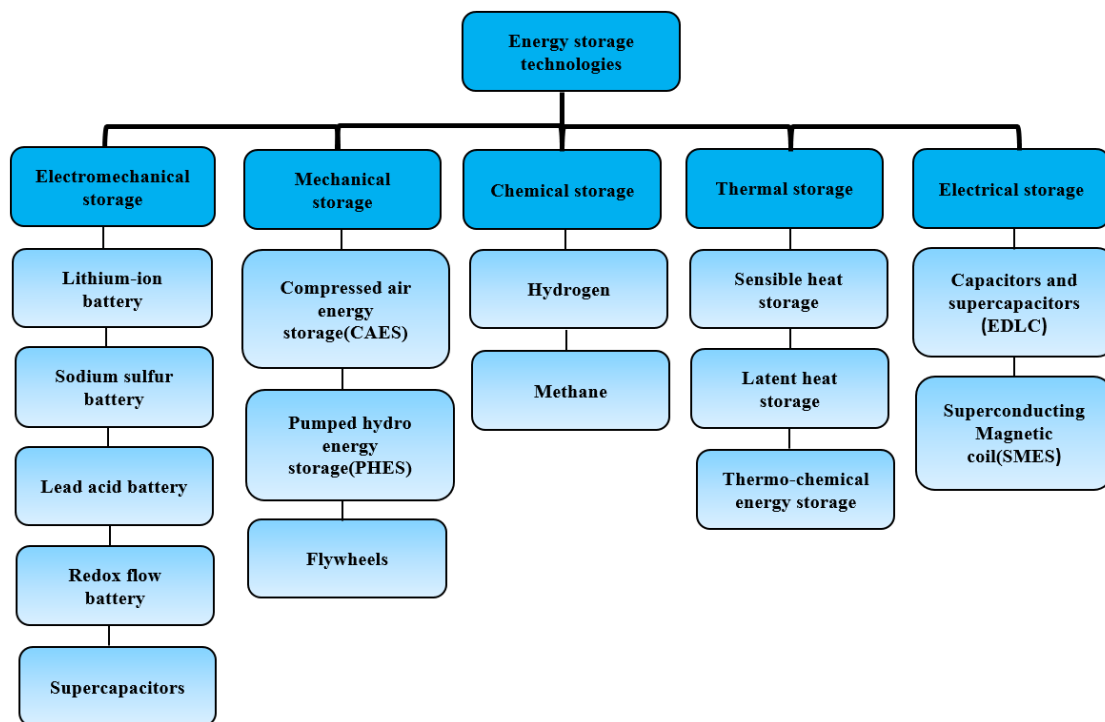 Energy storage
technologies
Electromechanical
storage
Mechanical
storage
Chemical storage
Thermal storage
Electrical storage
Lithium-ion
battery
Sodium sulfur
battery
Lead acid battery
Redox flow
battery
Supercapacitors
Compressed air
energy
storage(CAES)
Pumped hydro
energy
storage(PHES)
Flywheels
Hydrogen
Methane
Sensible heat
storage
Latent heat
storage
Thermo-chemical
energy storage
Capacitors and
supercapacitors
(EDLC)
Superconducting
Magnetic
coil(SMES)